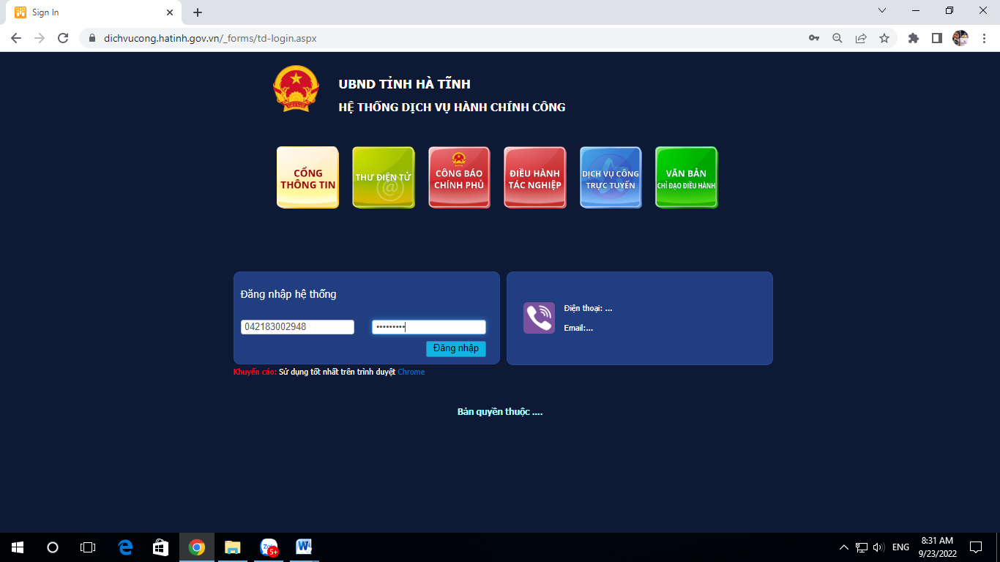 Sign In
dichvucong.hatinh.gov.vn/_forms/td-login.aspx
UBND TỈNH HÀ TĨNH
HỆ THỐNG DỊCH VỤ HÀNH CHÍNH CÔNG
CỔNG
THÔNG TIN
THƯ ĐIỆN TỬ
@
CÔNG BÁO
CHÍNH PHỦ
ĐIỀU HÀNH
TÁC NGHIỆP
DỊCH VỤ CÔNG
TRỰC TUYẾN
VĂN BẢN
CHỈ ĐẠO ĐIỀU HÀNH
Đăng nhập hệ thống
042183002948
•••••••••
Đăng nhập
Điện thoại: ...
Email:...
Khuyến cáo: Sử dụng tốt nhất trên trình duyệt Chrome
Bản quyền thuộc ....
Zalo
5+
ENG
8:31 AM
9/23/2022